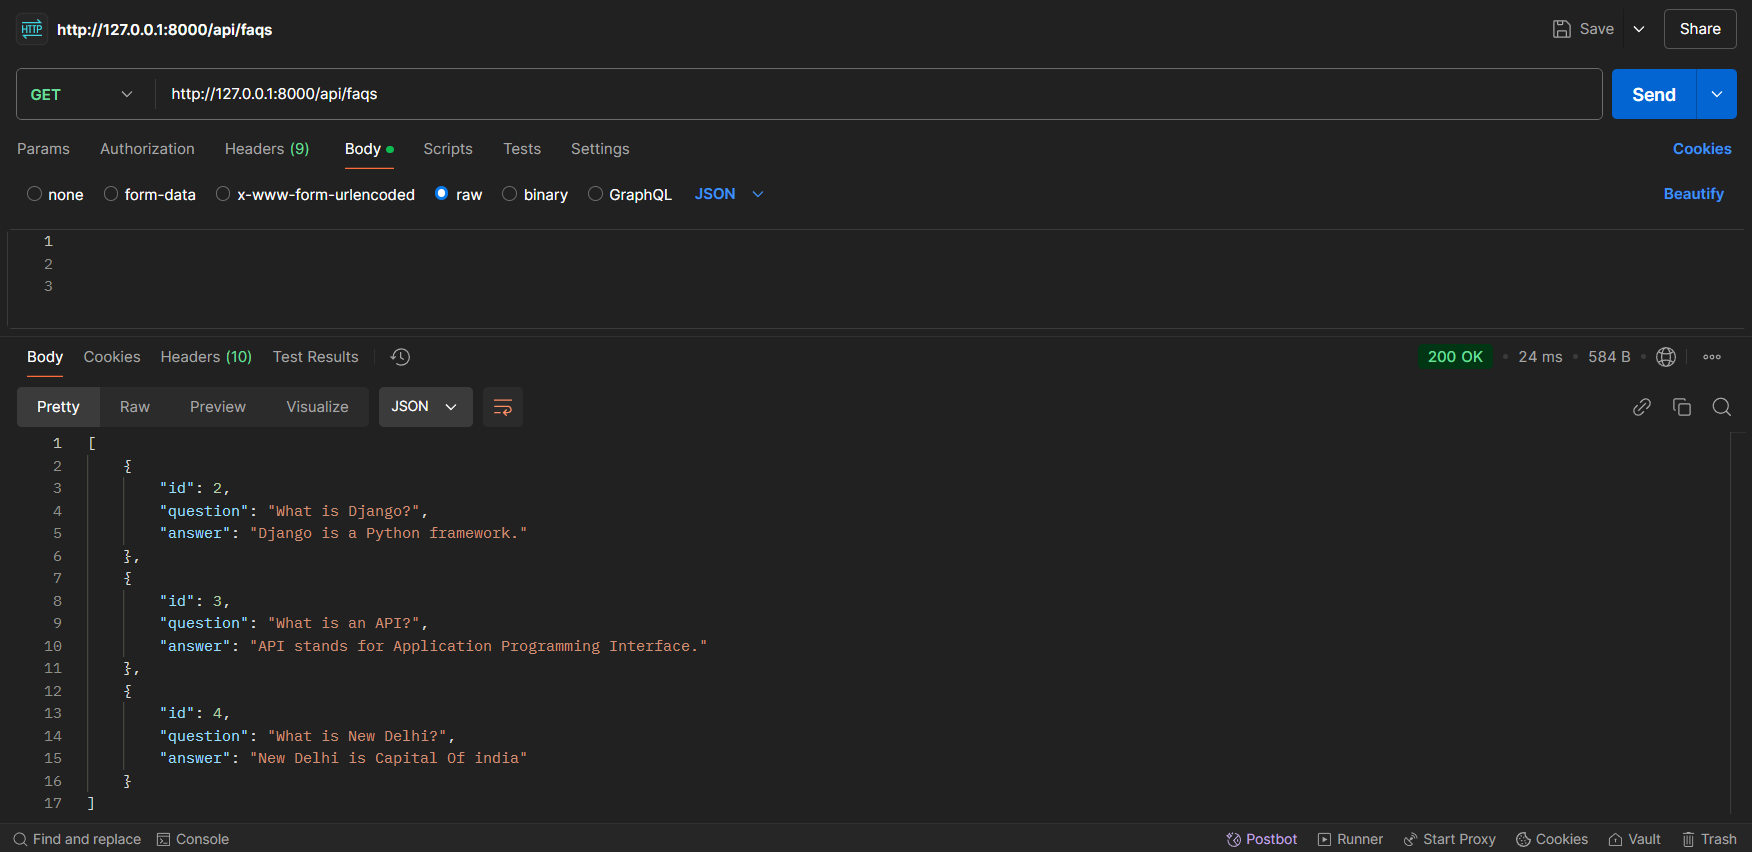 HTTP http://127.0.0.1:8000/api/faqs Save Share
GET http://127.0.0.1:8000/api/faqs Send
Params Authorization Headers (9) Body Scripts Tests Settings Cookies
none form-data x-www-form-urlencoded raw binary GraphQL JSON Beautify
1
2
3
Body Cookies Headers (10) Test Results 200 OK • 24 ms • 584 B •
Pretty Raw Preview Visualize JSON
1 [
2 {
3 "id": 2,
4 "question": "What is Django?",
5 "answer": "Django is a Python framework."
6 },
7 {
8 "id": 3,
9 "question": "What is an API?",
10 "answer": "API stands for Application Programming Interface."
11 },
12 {
13 "id": 4,
14 "question": "What is New Delhi?",
15 "answer": "New Delhi is Capital Of india"
16 }
17 ]
Find and replace Console Postbot Runner Start Proxy Cookies Vault Trash